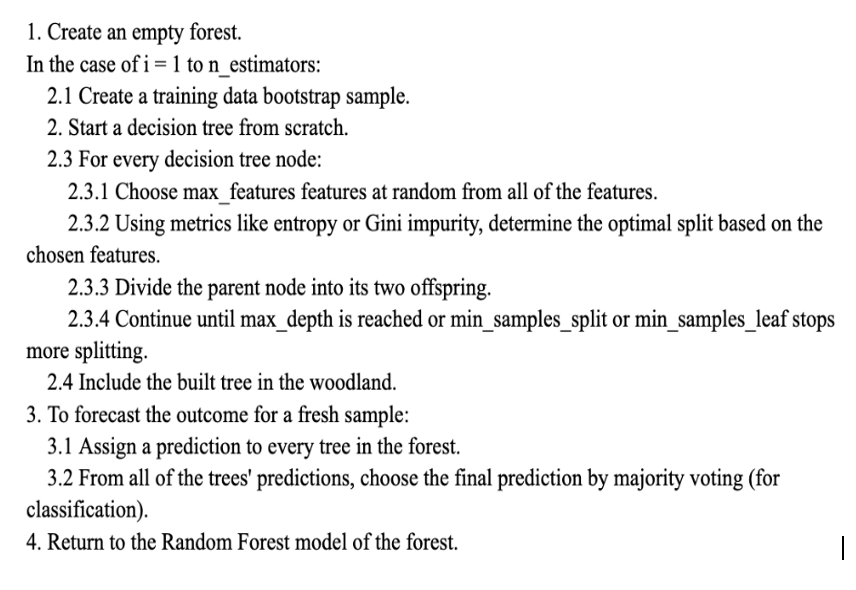 1. Create an empty forest.
In the case of i = 1 to n_estimators:
2.1 Create a training data bootstrap sample.
2. Start a decision tree from scratch.
2.3 For every decision tree node:
2.3.1 Choose max_features features at random from all of the features.
2.3.2 Using metrics like entropy or Gini impurity, determine the optimal split based on the
chosen features.
2.3.3 Divide the parent node into its two offspring.
2.3.4 Continue until max_depth is reached or min_samples_split or min_samples_leaf stops
more splitting.
2.4 Include the built tree in the woodland.
3. To forecast the outcome for a fresh sample:
3.1 Assign a prediction to every tree in the forest.
3.2 From all of the trees' predictions, choose the final prediction by majority voting (for
classification).
4. Return to the Random Forest model of the forest.